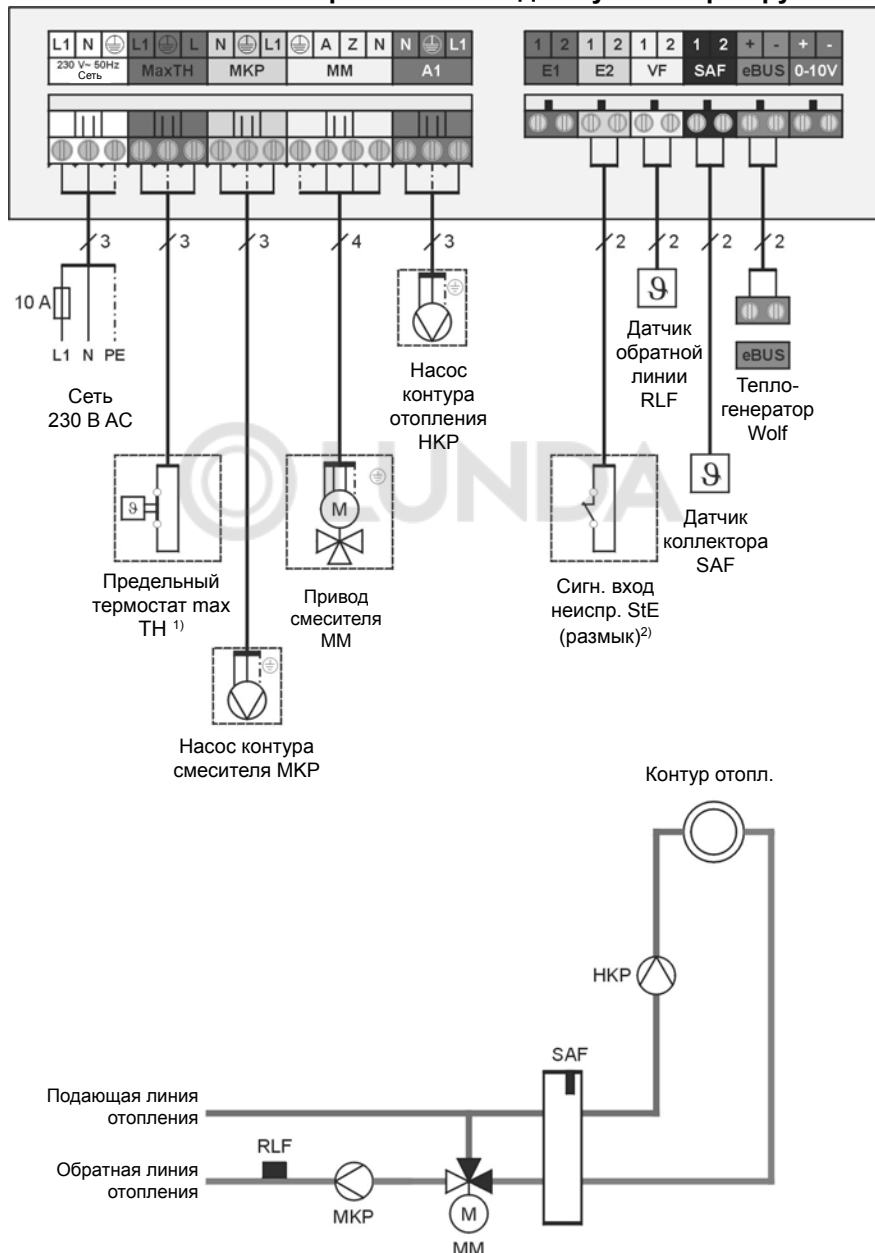 L1 N L1 L N L1 A Z N N L1
230 V~ 50Hz
Сеть
MaxTH MKP MM A1
1 2 1 2 1 2 1 2 + - + -
E1 E2 VF SAF eBUS 0-10V
3 3 3 4 3 2 2 2 2
10 A
L1 N PE
Сеть
230 В AC
Насос
контура
отопления
HKP
Датчик
обратной
линии
RLF
eBUS
Тепло-
генератор
Wolf
LUNDA
M
Предельный
термостат max
TH 1)
Привод
смесителя
MM
Сигн. вход
неиспр. StE
(размык)2)
Датчик
коллектора
SAF
Насос контура
смесителя MKP
Контур отопл.
HKP
SAF
Подающая линия
отопления
RLF
Обратная линия
отопления
MKP
M
MM